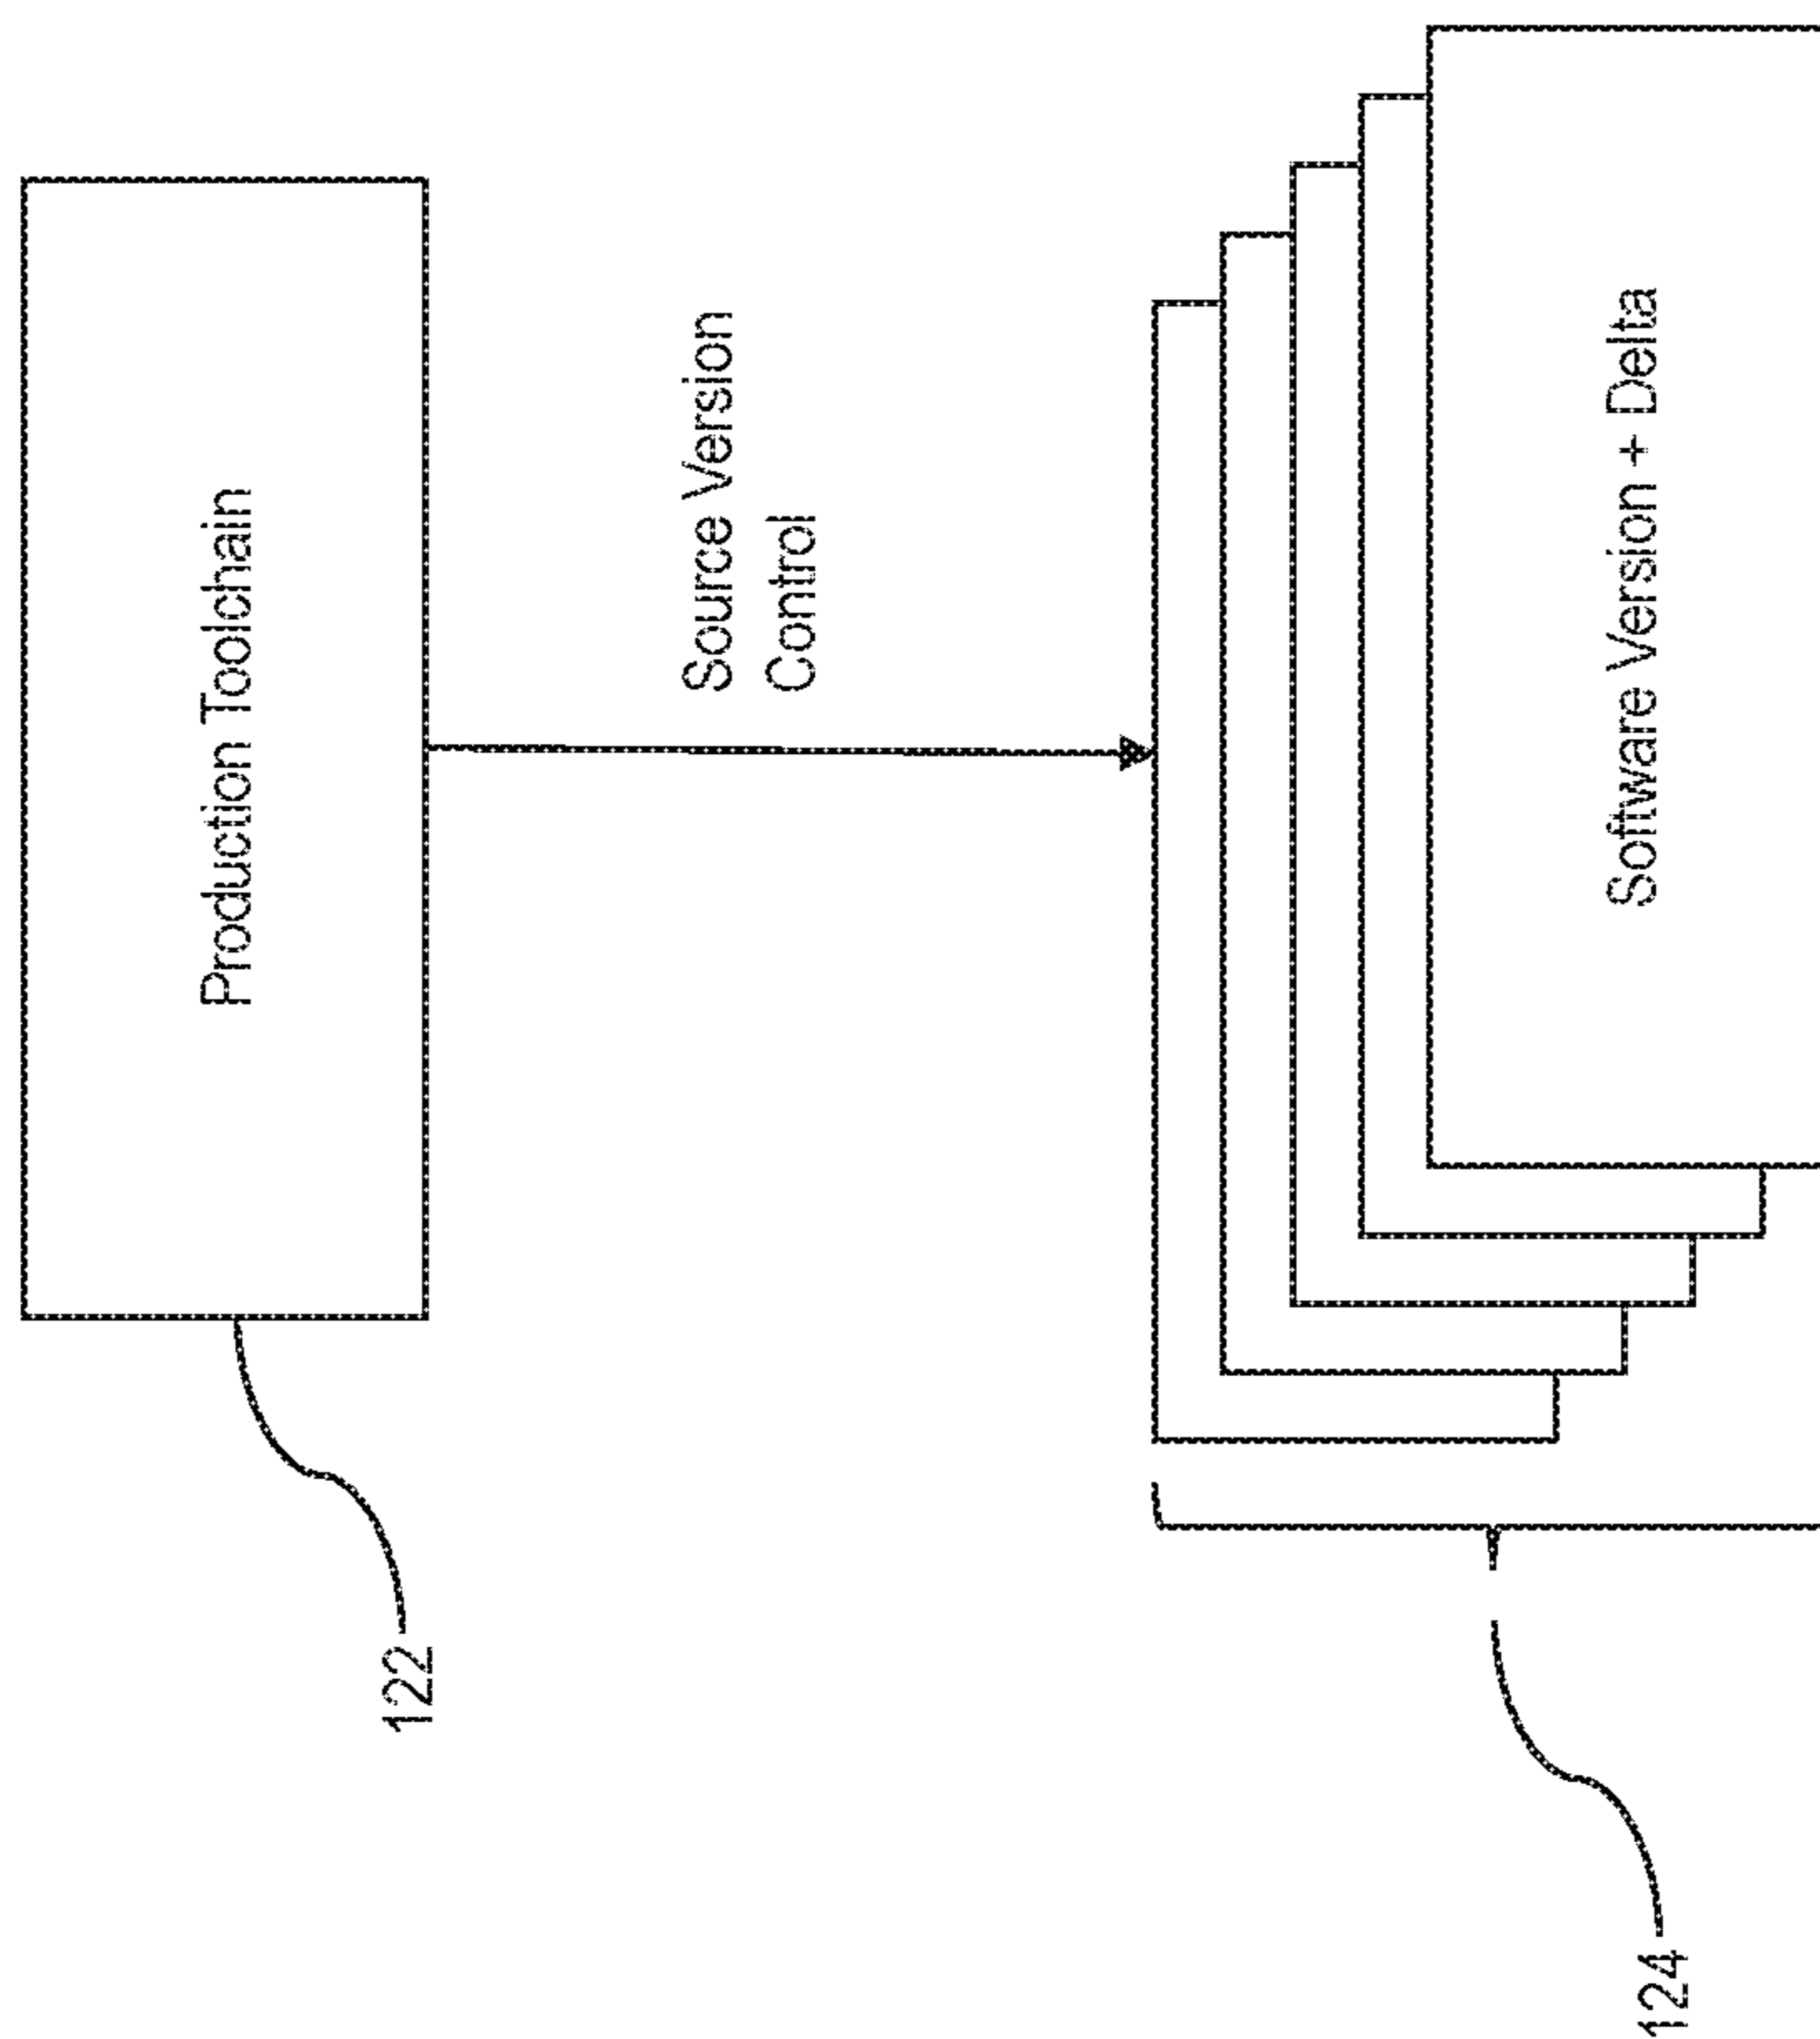 Production Toolchain
122
Source Version
Control
Software Version + Delta
124